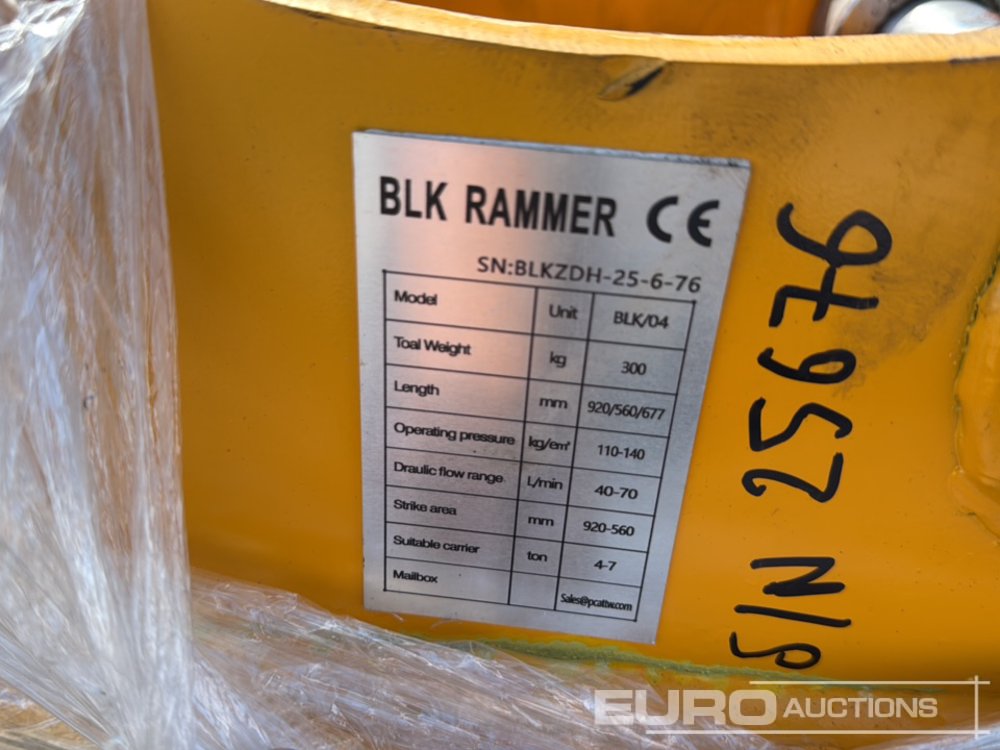 BLK RAMMER CE
SN:BLKZDH-25-6-76
Model Unit BLK/04
Toal Weight kg 300
Length mm 920/560/677
Operating pressure kg/em² 110-140
Draulic flow range L/min 40-70
Strike area mm 920-560
Suitable carrier ton 4-7
Mailbox Sales@pcattw.com
S/N 25676
EURO AUCTIONS